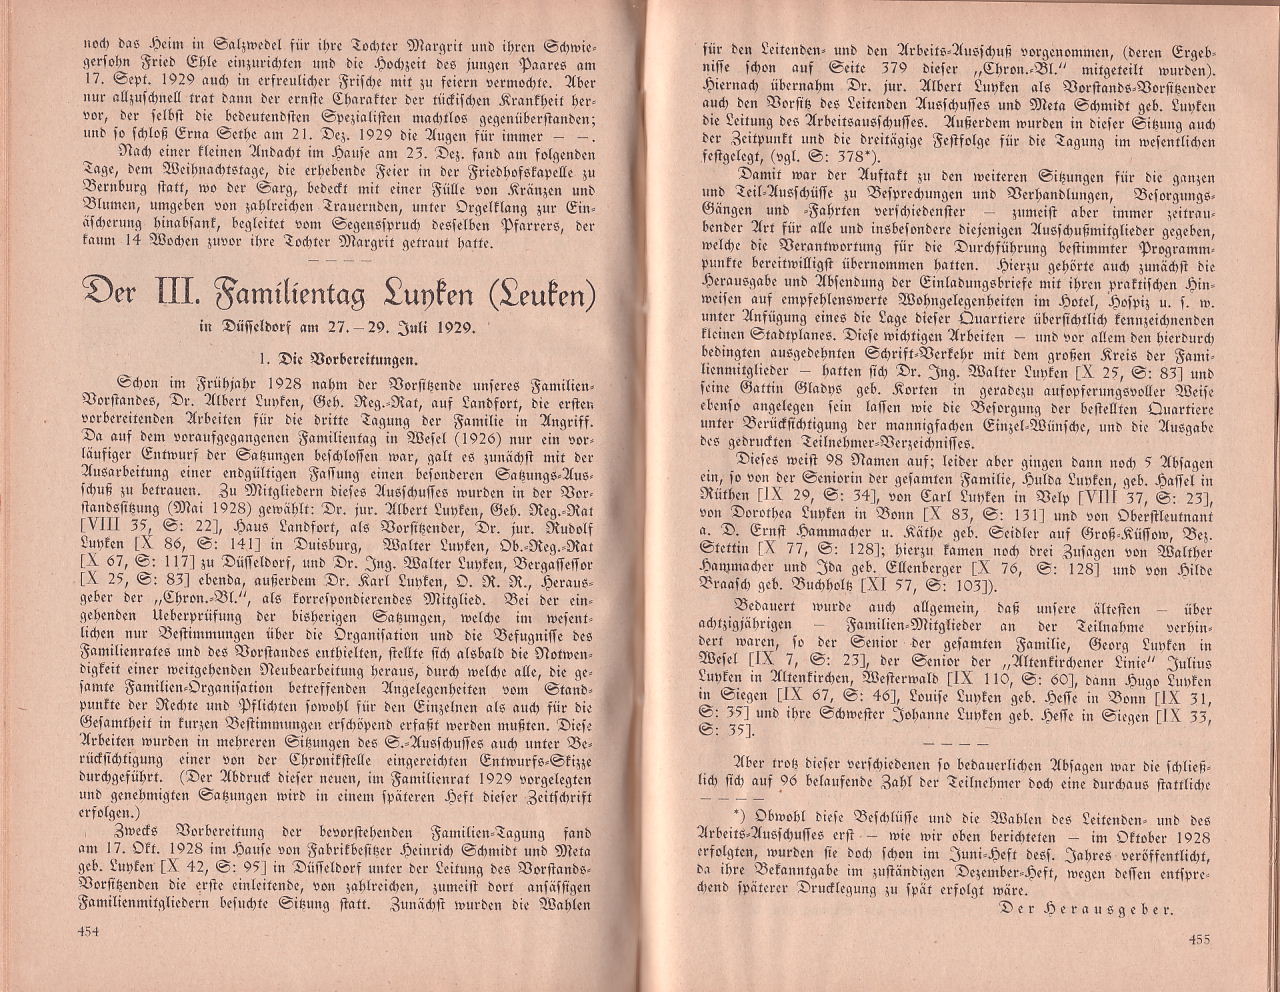 noch das Heim in Salzwedel für ihre Tochter Margrit und ihren Schwie-
gersohn Fried Ehle einzurichten und die Hochzeit des jungen Paares am
17. Sept. 1929 auch in erfreulicher Frische mit zu feiern vermochte. Aber
nur allzuschnell trat dann der ernste Charakter der tückischen Krankheit her-
vor, der selbst die bedeutendsten Spezialisten machtlos gegenüberstanden;
und so schloß Erna Sethe am 21. Dez. 1929 die Augen für immer — —.
Nach einer kleinen Andacht im Hause am 23. Dez. fand am folgenden
Tage, dem Weihnachtstage, die erhebende Feier in der Friedhofskapelle zu
Bernburg statt, wo der Sarg, bedeckt mit einer Fülle von Kränzen und
Blumen, umgeben von zahlreichen Trauernden, unter Orgelklang zur Ein-
äscherung hinabsank, begleitet vom Segensspruch desselben Pfarrers, der
kaum 14 Wochen zuvor ihre Tochter Margrit getraut hatte.
— — — —
Der III. Familientag Luyken (Leuken)
in Düsseldorf am 27.—29. Juli 1929.
1. Die Vorbereitungen.
Schon im Frühjahr 1928 nahm der Vorsitzende unseres Familien-
Vorstandes, Dr. Albert Luyken, Geh. Reg.-Rat, auf Landfort, die ersten
vorbereitenden Arbeiten für die dritte Tagung der Familie in Angriff.
Da auf dem voraufgegangenen Familientag in Wesel (1926) nur ein vor-
läufiger Entwurf der Satzungen beschlossen war, galt es zunächst mit der
Ausarbeitung einer endgültigen Fassung einen besonderen Satzungs-Aus-
schuß zu betrauen. Zu Mitgliedern dieses Ausschusses wurden in der Vor-
standssitzung (Mai 1928) gewählt: Dr. jur. Albert Luyken, Geh. Reg.-Rat
[VIII 35, S: 22], Haus Landfort, als Vorsitzender, Dr. jur. Rudolf
Luyken [X 86, S: 141] in Duisburg, Walter Luyken, Ob.-Reg.-Rat
[X 67, S: 117] zu Düsseldorf, und Dr. Ing. Walter Luyken, Bergassessor
[X 25, S: 83] ebenda, außerdem Dr. Karl Luyken, O. R. R., Heraus-
geber der „Chron.-Bl.“, als korrespondierendes Mitglied. Bei der ein-
gehenden Ueberprüfung der bisherigen Satzungen, welche im wesent-
lichen nur Bestimmungen über die Organisation und die Befugnisse des
Familienrates und des Vorstandes enthielten, stellte sich alsbald die Notwen-
digkeit einer weitgehenden Neubearbeitung heraus, durch welche alle, die ge-
samte Familien-Organisation betreffenden Angelegenheiten vom Stand-
punkte der Rechte und Pflichten sowohl für den Einzelnen als auch für die
Gesamtheit in kurzen Bestimmungen erschöpend erfaßt werden mußten. Diese
Arbeiten wurden in mehreren Sitzungen des S.-Ausschusses auch unter Be-
rücksichtigung einer von der Chronikstelle eingereichten Entwurfs-Skizze
durchgeführt. (Der Abdruck dieser neuen, im Familienrat 1929 vorgelegten
und genehmigten Satzungen wird in einem späteren Heft dieser Zeitschrift
erfolgen.)
Zwecks Vorbereitung der bevorstehenden Familien-Tagung fand
am 17. Okt. 1928 im Hause von Fabrikbesitzer Heinrich Schmidt und Meta
geb. Luyken [X 42, S: 95] in Düsseldorf unter der Leitung des Vorstands-
Vorsitzenden die erste einleitende, von zahlreichen, zumeist dort ansässigen
Familienmitgliedern besuchte Sitzung statt. Zunächst wurden die Wahlen
454
für den Leitenden- und den Arbeits-Ausschuß vorgenommen, (deren Ergeb-
nisse schon auf Seite 379 dieser „Chron.-Bl.“ mitgeteilt wurden).
Hiernach übernahm Dr. jur. Albert Luyken als Vorstands-Vorsitzender
auch den Vorsitz des Leitenden Ausschusses und Meta Schmidt geb. Luyken
die Leitung des Arbeitsausschusses. Außerdem wurden in dieser Sitzung auch
der Zeitpunkt und die dreitägige Festfolge für die Tagung im wesentlichen
festgelegt, (vgl. S: 378*).
Damit war der Auftakt zu den weiteren Sitzungen für die ganzen
und Teil-Ausschüsse zu Besprechungen und Verhandlungen, Besorgungs-
Gängen und -Fahrten verschiedenster — zumeist aber immer zeitrau-
bender Art für alle und insbesondere diejenigen Ausschußmitglieder gegeben,
welche die Verantwortung für die Durchführung bestimmter Programm-
punkte bereitwilligst übernommen hatten. Hierzu gehörte auch zunächst die
Herausgabe und Absendung der Einladungsbriefe mit ihren praktischen Hin-
weisen auf empfehlenswerte Wohngelegenheiten im Hotel, Hospiz u. s. w.
unter Anfügung eines die Lage dieser Quartiere übersichtlich kennzeichnenden
kleinen Stadtplanes. Diese wichtigen Arbeiten — und vor allem den hierdurch
bedingten ausgedehnten Schrift-Verkehr mit dem großen Kreis der Fami-
lienmitglieder — hatten sich Dr. Ing. Walter Luyken [X 25, S: 83] und
seine Gattin Gladys geb. Korten in geradezu aufopferungsvoller Weise
ebenso angelegen sein lassen wie die Besorgung der bestellten Quartiere
unter Berücksichtigung der mannigfachen Einzel-Wünsche, und die Ausgabe
des gedruckten Teilnehmer-Verzeichnisses.
Dieses weist 98 Namen auf; leider aber gingen dann noch 5 Absagen
ein, so von der Seniorin der gesamten Familie, Hulda Luyken, geb. Hassel in
Rüthen [IX 29, S: 34], von Carl Luyken in Velp [VIII 37, S: 23],
von Dorothea Luyken in Bonn [X 83, S: 131] und von Oberstleutnant
a. D. Ernst Hammacher u. Käthe geb. Seidler auf Groß-Küssow, Bez.
Stettin [X 77, S: 128]; hierzu kamen noch drei Zusagen von Walther
Hammacher und Ida geb. Ellenberger [X 76, S: 128] und von Hilde
Braasch geb. Buchholtz [XI 57, S: 103]).
Bedauert wurde auch allgemein, daß unsere ältesten — über
achtzigjährigen — Familien-Mitglieder an der Teilnahme verhin-
dert waren, so der Senior der gesamten Familie, Georg Luyken in
Wesel [IX 7, S: 23], der Senior der „Altenkirchener Linie“ Julius
Luyken in Altenkirchen, Westerwald [IX 110, S: 60], dann Hugo Luyken
in Siegen [IX 67, S: 46], Louise Luyken geb. Hesse in Bonn [IX 31,
S: 35] und ihre Schwester Johanne Luyken geb. Hesse in Siegen [IX 33,
S: 35].
— — — —
Aber trotz dieser verschiedenen so bedauerlichen Absagen war die schließ-
lich sich auf 96 belaufende Zahl der Teilnehmer doch eine durchaus stattliche
— — — —
*) Obwohl diese Beschlüsse und die Wahlen des Leitenden- und des
Arbeits-Ausschusses erst — wie wir oben berichteten — im Oktober 1928
erfolgten, wurden sie doch schon im Juni-Heft dess. Jahres veröffentlicht,
da ihre Bekanntgabe im zuständigen Dezember-Heft, wegen dessen entspre-
chend späterer Drucklegung zu spät erfolgt wäre.
Der Herausgeber.
455